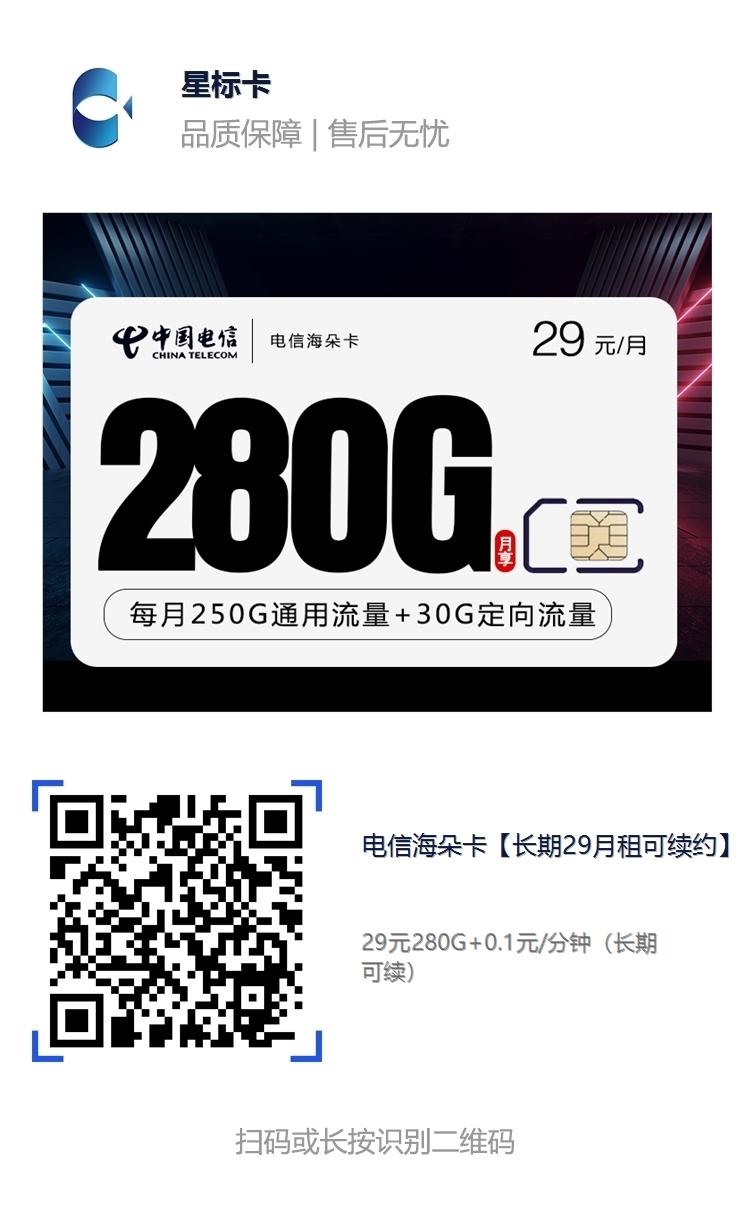 星标卡
品质保障 | 售后无忧
中国电信
CHINA TELECOM
电信海朵卡
29 元/月
280G
月享
每月250G通用流量+30G定向流量
电信海朵卡【长期29月租可续约】
29元280G+0.1元/分钟（长期
可续）
扫码或长按识别二维码